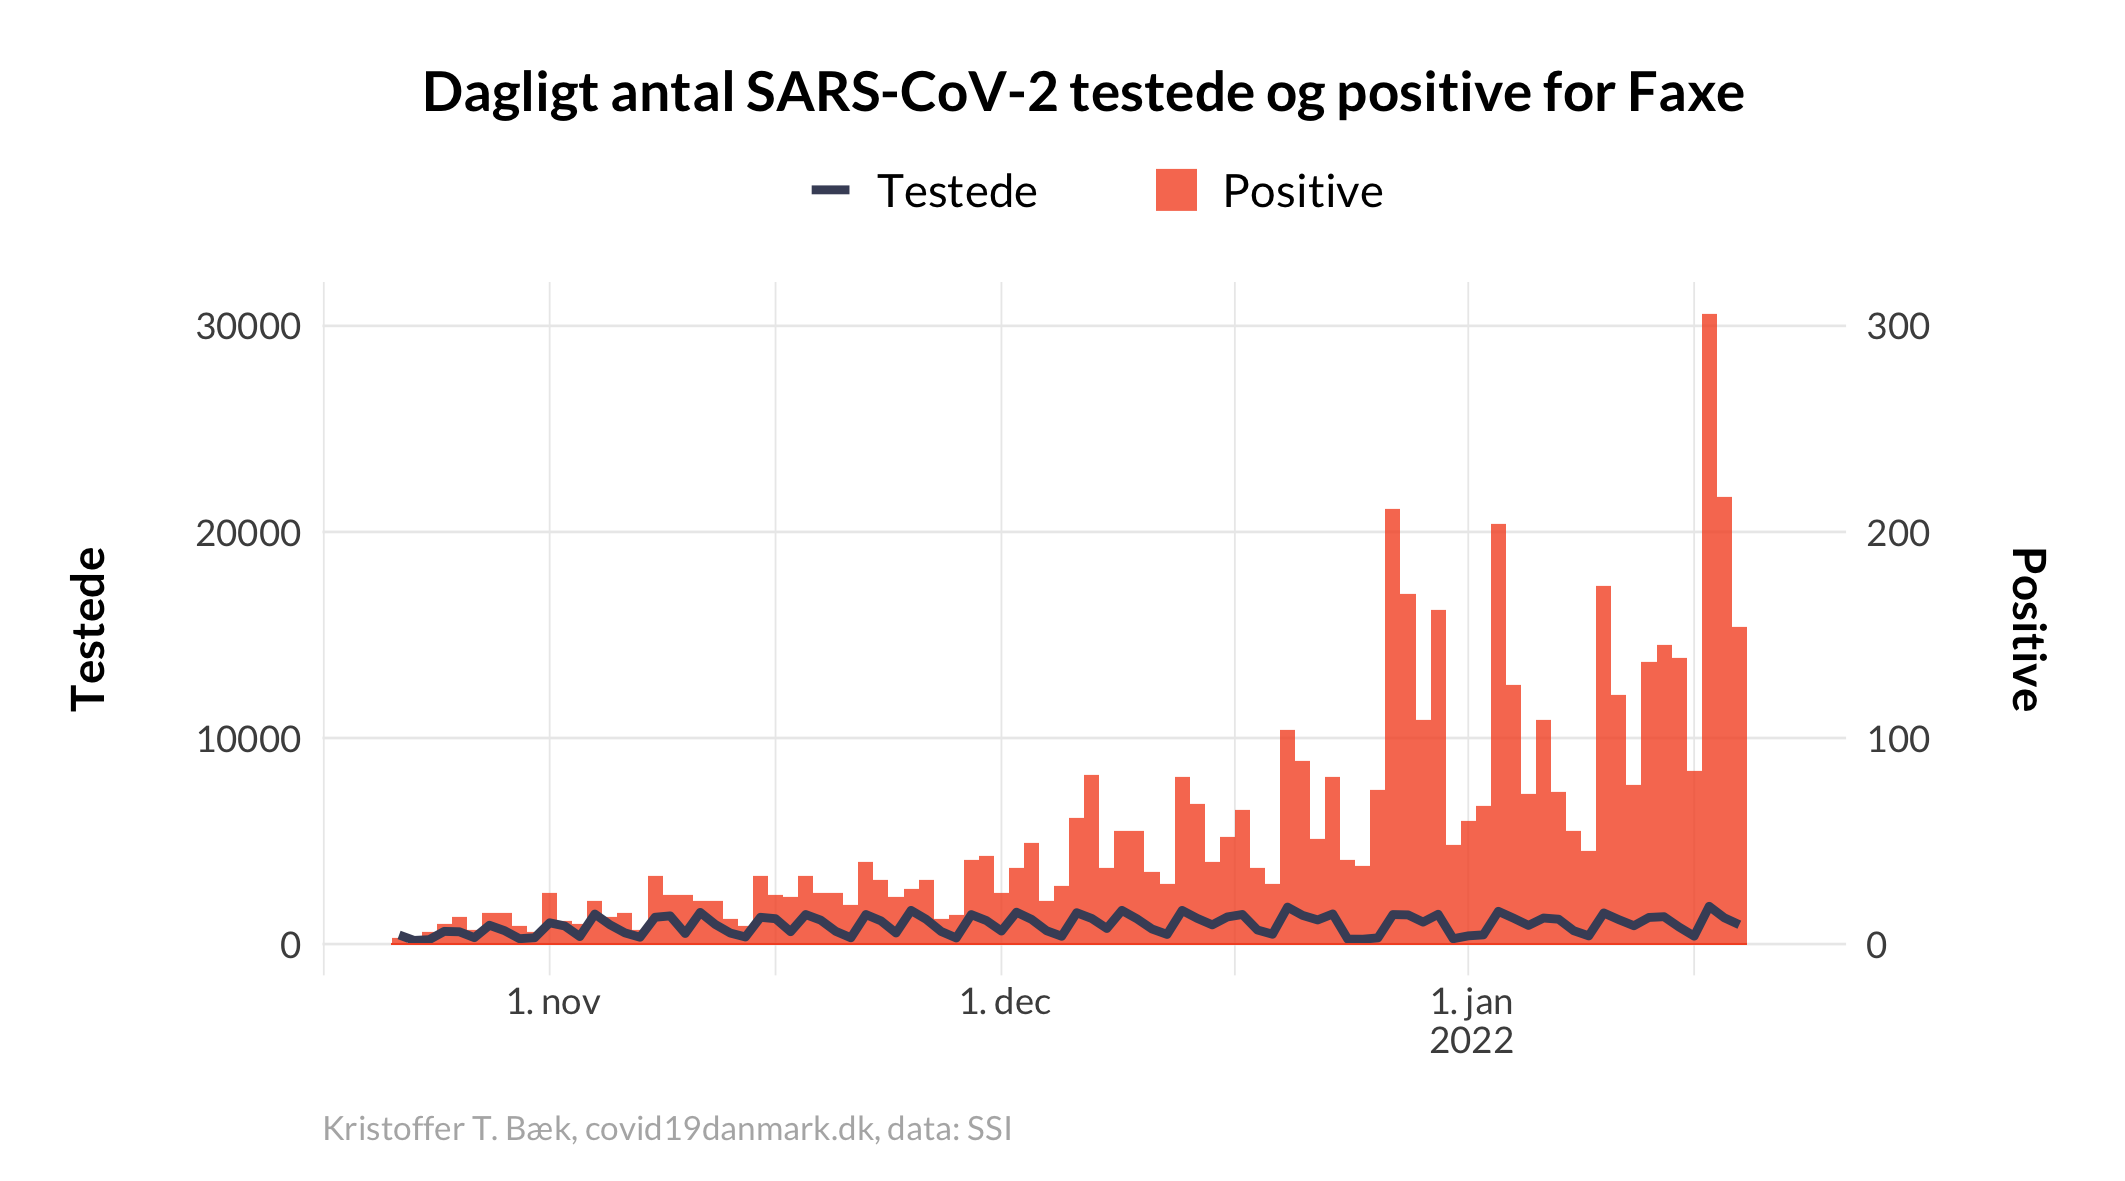 Dagligt antal SARS-CoV-2 testede og positive for Faxe
Testede
Positive
30000
20000
10000
0
300
200
100
0
Testede
Positive
1. nov
1. dec
1. jan
2022
Kristoffer T. Bæk, covid19danmark.dk, data: SSI